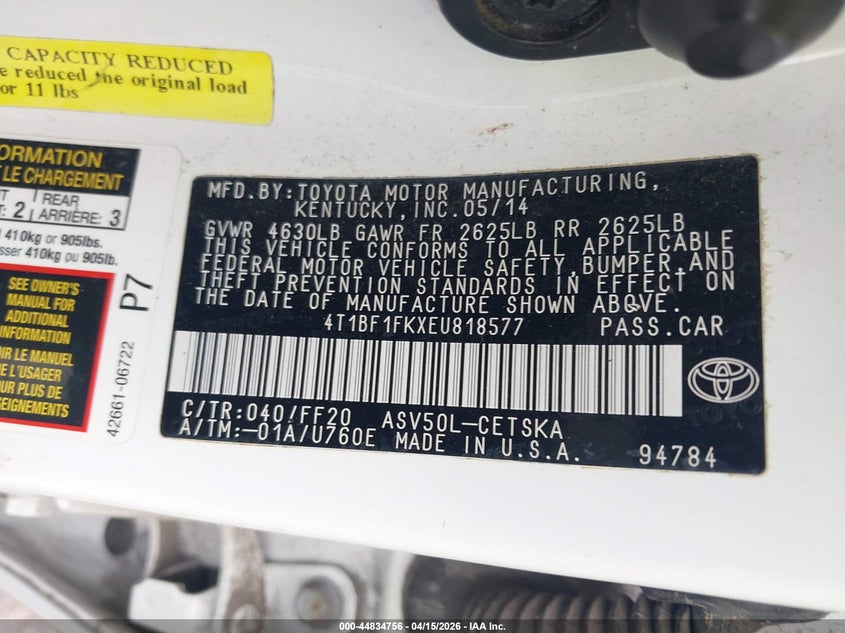 CAPACITY REDUCED
e reduced the original load
or 11 lbs
FORMATION
LE CHARGEMENT
2 REAR ARRIÈRE: 3
410kg or 905lbs.
sser 410kg ou 905lb.
SEE OWNER'S
MANUAL FOR
ADDITIONAL
INFORMATION
IR LE MANUEL
E L'USAGER
UR PLUS DE
SEIGNEMENTS
P7
42661-06722
MFD.BY:TOYOTA MOTOR MANUFACTURING,
KENTUCKY,INC.05/14
GVWR 4630LB GAWR FR 2625LB RR 2625LB
THIS VEHICLE CONFORMS TO ALL APPLICABLE
FEDERAL MOTOR VEHICLE SAFETY,BUMPER,AND
THEFT PREVENTION STANDARDS IN EFFECT ON
THE DATE OF MANUFACTURE SHOWN ABOVE.
4T1BF1FKXEU818577 PASS.CAR
C/TR:040/FF20 ASV50L-CETSKA
A/TM:-01A/U760E MADE IN U.S.A. 94784
TOYOTA
000-44834756 - 04/15/2026 - IAA Inc.